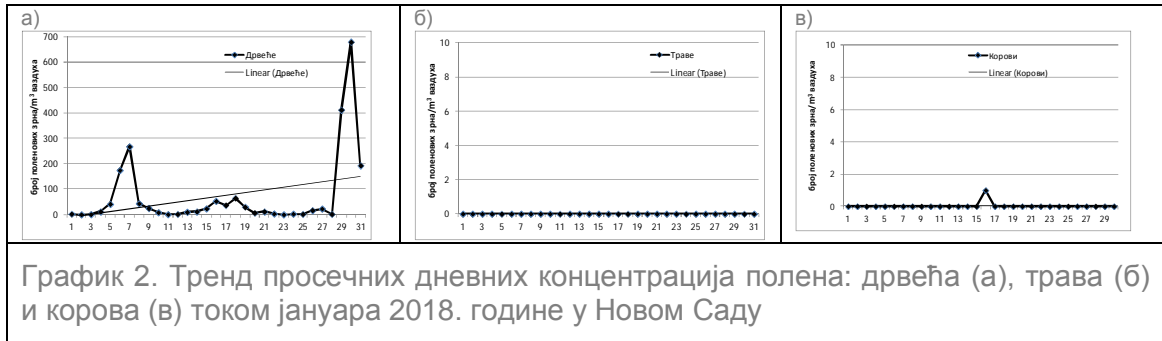 а)
700
600
500
400
300
200
100
0
број поленових зрна/m³ ваздуха
Дрвеће
Linear (Дрвеће)
1 3 5 7 9 11 13 15 17 19 21 23 25 27 29 31
б)
10
8
6
4
2
0
број поленових зрна/m³ ваздуха
Траве
Linear (Траве)
1 3 5 7 9 11 13 15 17 19 21 23 25 27 29 31
в)
10
8
6
4
2
0
број поленових зрна/m³ ваздуха
Корови
Linear (Корови)
1 3 5 7 9 11 13 15 17 19 21 23 25 27 29
График 2. Тренд просечних дневних концентрација полена: дрвећа (а), трава (б)
и корова (в) током јануара 2018. године у Новом Саду